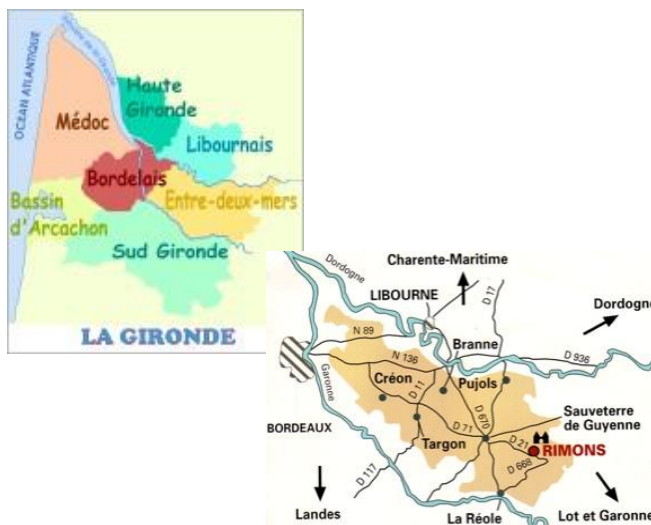 OCEAN ATLANTIQUE
Haute
Gironde
Médoc
Libournais
Bordelais
Entre-deux-mers
Bassin
d'Arcachon
Sud Gironde
LA GIRONDE
Charente-Maritime
Dordogne
LIBOURNE
D 17
Dordogne
N 89
Branne
D 936
N 136
Garonne
Créon
D 11
Pujols
D 670
Sauveterre
de Guyenne
BORDEAUX
D 71
D 21
RIMONS
Targon
D 668
D 117
Landes
La Réole
Lot et Garonne